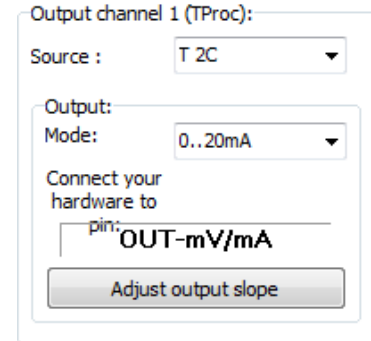 Output channel 1 (TProc):
Source : T 2C
Output:
Mode: 0..20mA
Connect your
hardware to
pin:
OUT-mV/mA
Adjust output slope